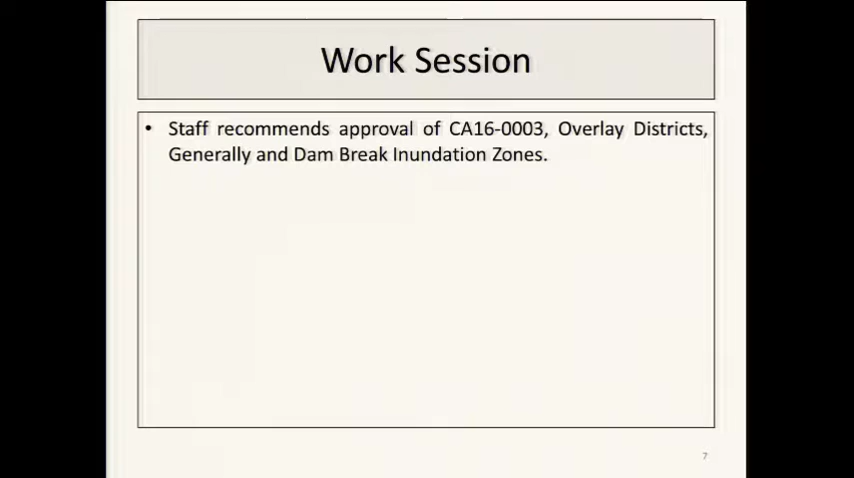 Work Session
• Staff recommends approval of CA16-0003, Overlay Districts,
Generally and Dam Break Inundation Zones.
7